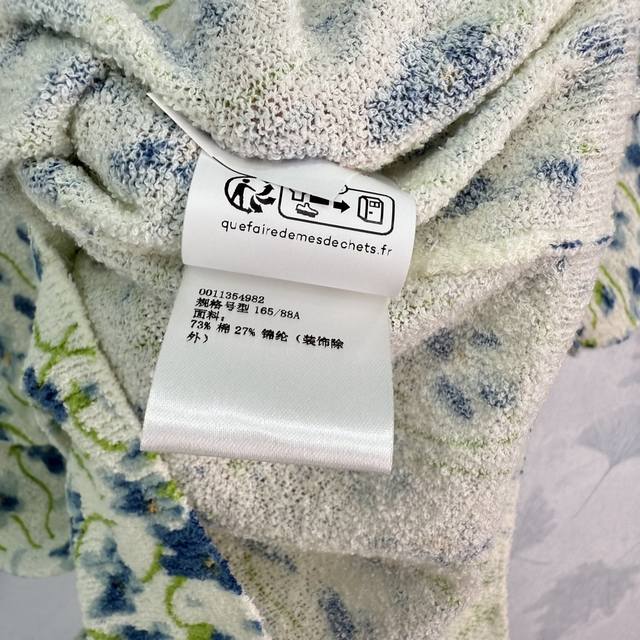 quefairedemesdechets.fr
0011354982
规格号型 165/88A
面料:
73% 棉 27% 锦纶 (装饰除
外)